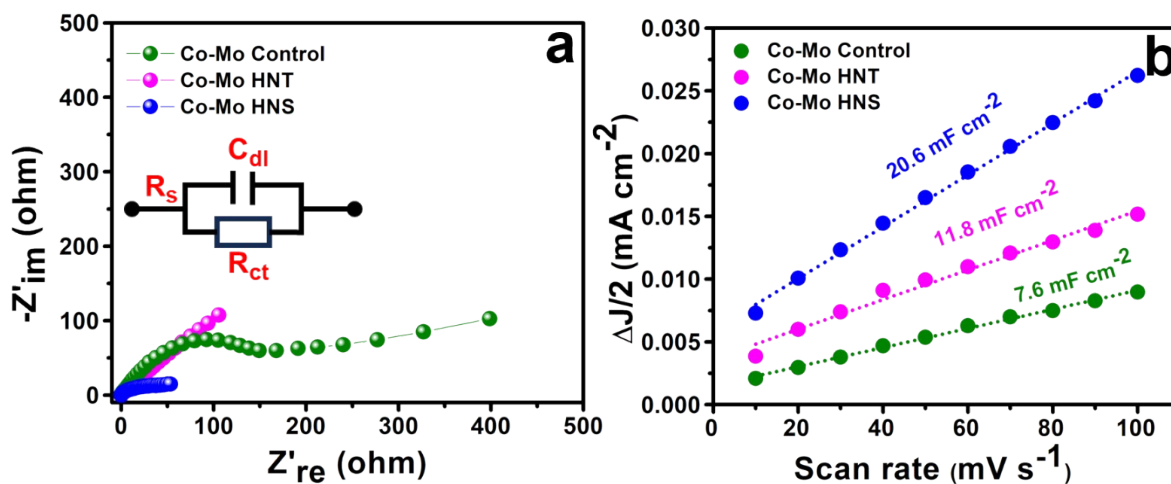 a
500
400
300
200
100
0
-Z'im (ohm)
Co-Mo Control
Co-Mo HNT
Co-Mo HNS
Cdl
Rs
Rct
0 100 200 300 400 500
Z're (ohm)
b
0.030
0.025
0.020
0.015
0.010
0.005
0.000
ΔJ/2 (mA cm-2)
Co-Mo Control
Co-Mo HNT
Co-Mo HNS
20.6 mF cm-2
11.8 mF cm-2
7.6 mF cm-2
0 20 40 60 80 100
Scan rate (mV s-1)